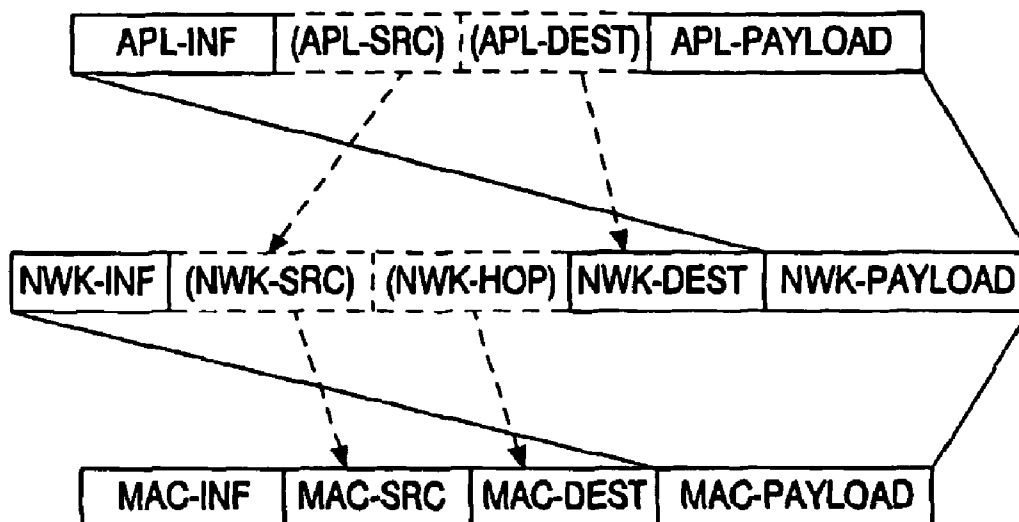 APL-INF (APL-SRC) (APL-DEST) APL-PAYLOAD
NWK-INF (NWK-SRC) (NWK-HOP) NWK-DEST NWK-PAYLOAD
MAC-INF MAC-SRC MAC-DEST MAC-PAYLOAD